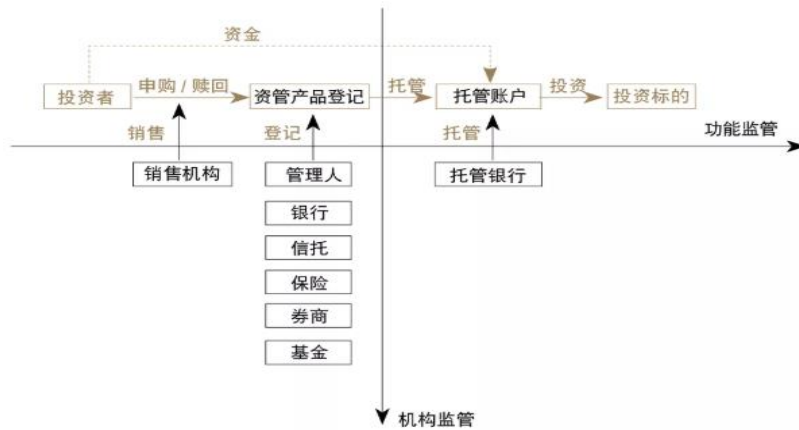 资金
投资者
申购 / 赎回
资管产品登记
托管
托管账户
投资
投资标的
销售
登记
托管
功能监管
销售机构
管理人
托管银行
银行
信托
保险
券商
基金
机构监管